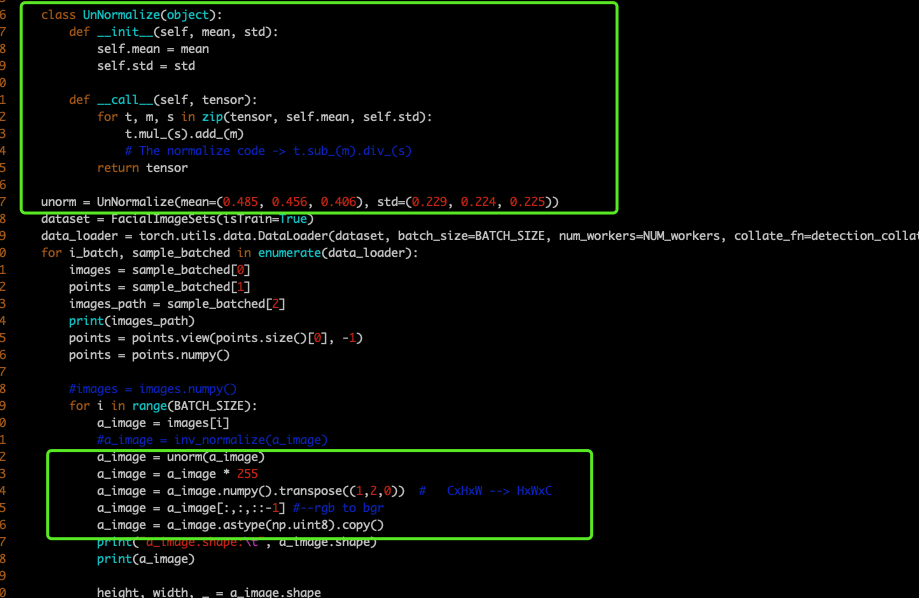 6 class UnNormalize(object):
7     def __init__(self, mean, std):
8         self.mean = mean
9         self.std = std
0
1     def __call__(self, tensor):
2         for t, m, s in zip(tensor, self.mean, self.std):
3             t.mul_(s).add_(m)
4             # The normalize code -> t.sub_(m).div_(s)
5         return tensor
6
7 unorm = UnNormalize(mean=(0.485, 0.456, 0.406), std=(0.229, 0.224, 0.225))
8 dataset = FacialImageSets(isTrain=True)
9 data_loader = torch.utils.data.DataLoader(dataset, batch_size=BATCH_SIZE, num_workers=NUM_workers, collate_fn=detection_collat
0 for i_batch, sample_batched in enumerate(data_loader):
1     images = sample_batched[0]
2     points = sample_batched[1]
3     images_path = sample_batched[2]
4     print(images_path)
5     points = points.view(points.size()[0], -1)
6     points = points.numpy()
7
8     #images = images.numpy()
9     for i in range(BATCH_SIZE):
0         a_image = images[i]
1         #a_image = inv_normalize(a_image)
2         a_image = unorm(a_image)
3         a_image = a_image * 255
4         a_image = a_image.numpy().transpose((1,2,0))  #   CxHxW --> HxWxC
5         a_image = a_image[:,:,::-1] #--rgb to bgr
6         a_image = a_image.astype(np.uint8).copy()
7         print("a_image.shape:\t", a_image.shape)
8         print(a_image)
9
0         height, width, _ = a_image.shape